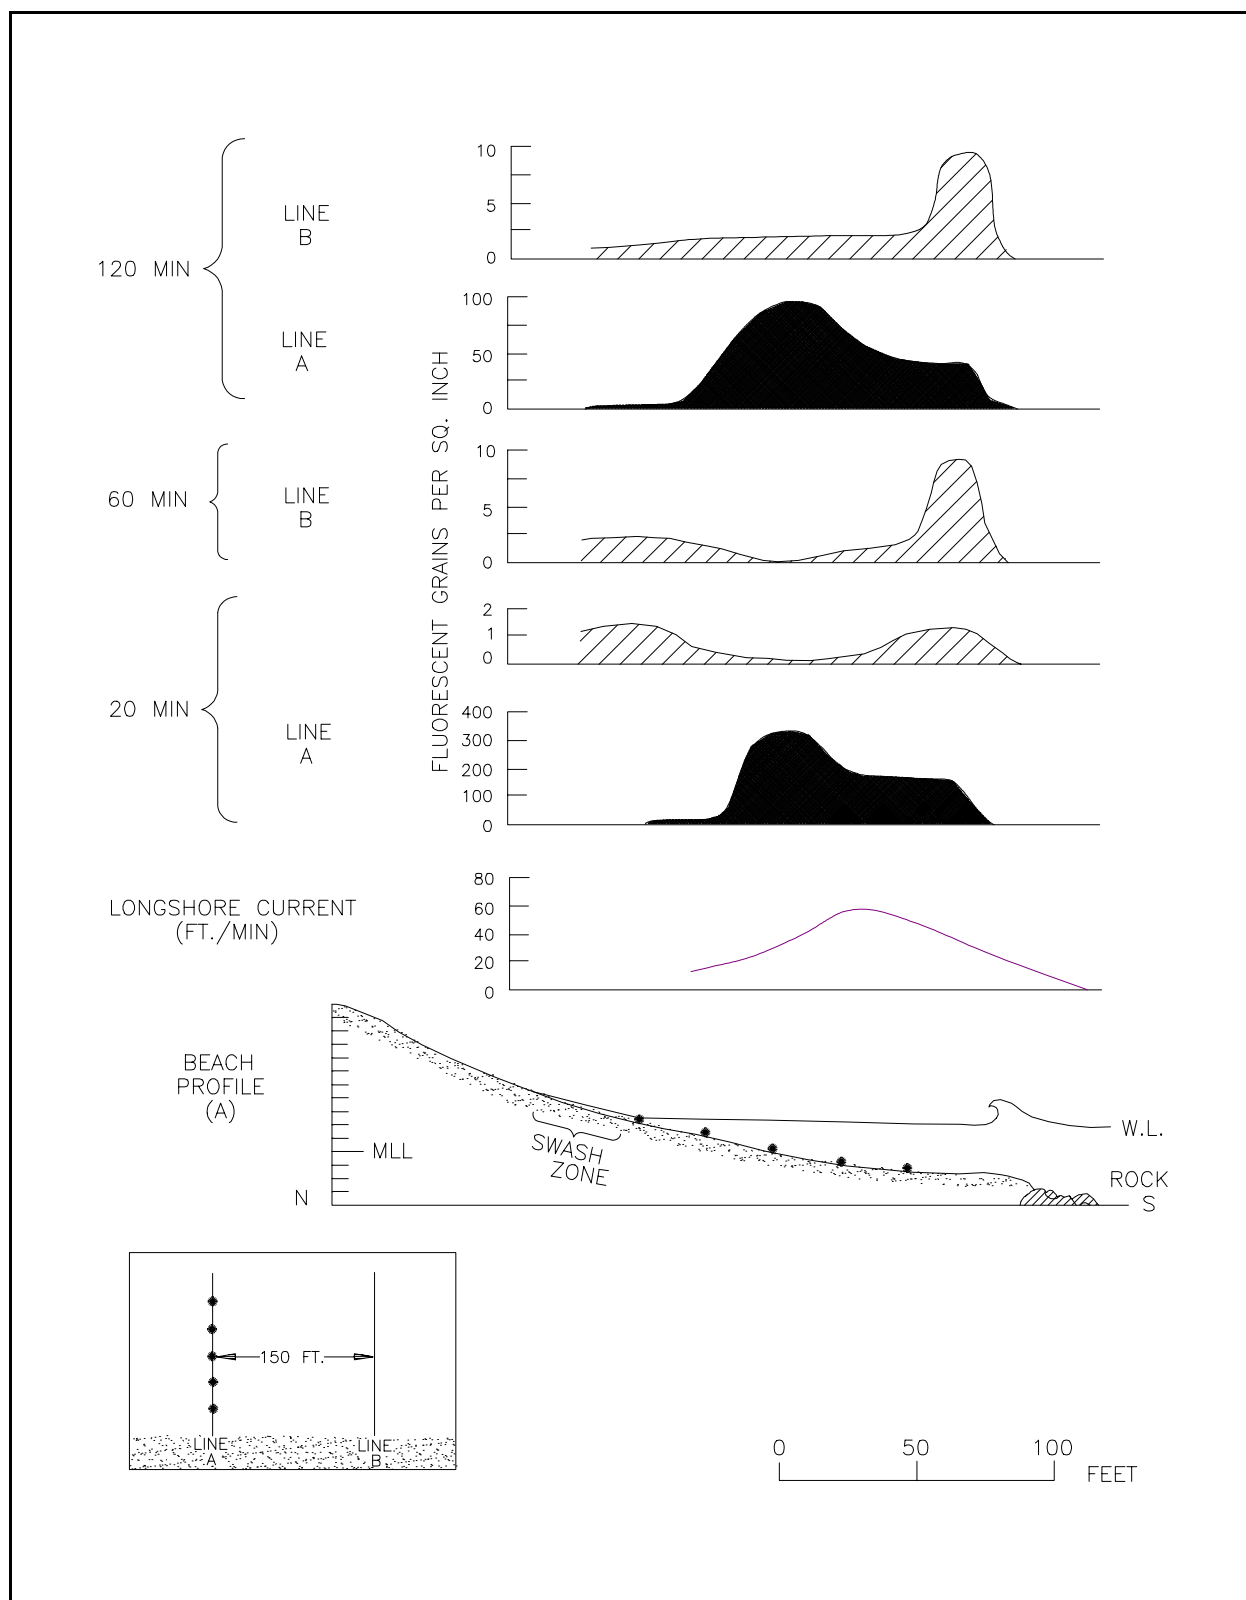 10
5
0
LINE
B
120 MIN
100
50
0
LINE
A
FLUORESCENT GRAINS PER SQ. INCH
10
5
0
60 MIN
LINE
B
2
1
0
20 MIN
LINE
A
400
300
200
100
0
LONGSHORE CURRENT
(FT./MIN)
80
60
40
20
0
BEACH
PROFILE
(A)
MLL
SWASH
ZONE
W.L.
ROCK
N
S
150 FT.
LINE
A
LINE
B
0
50
100
FEET